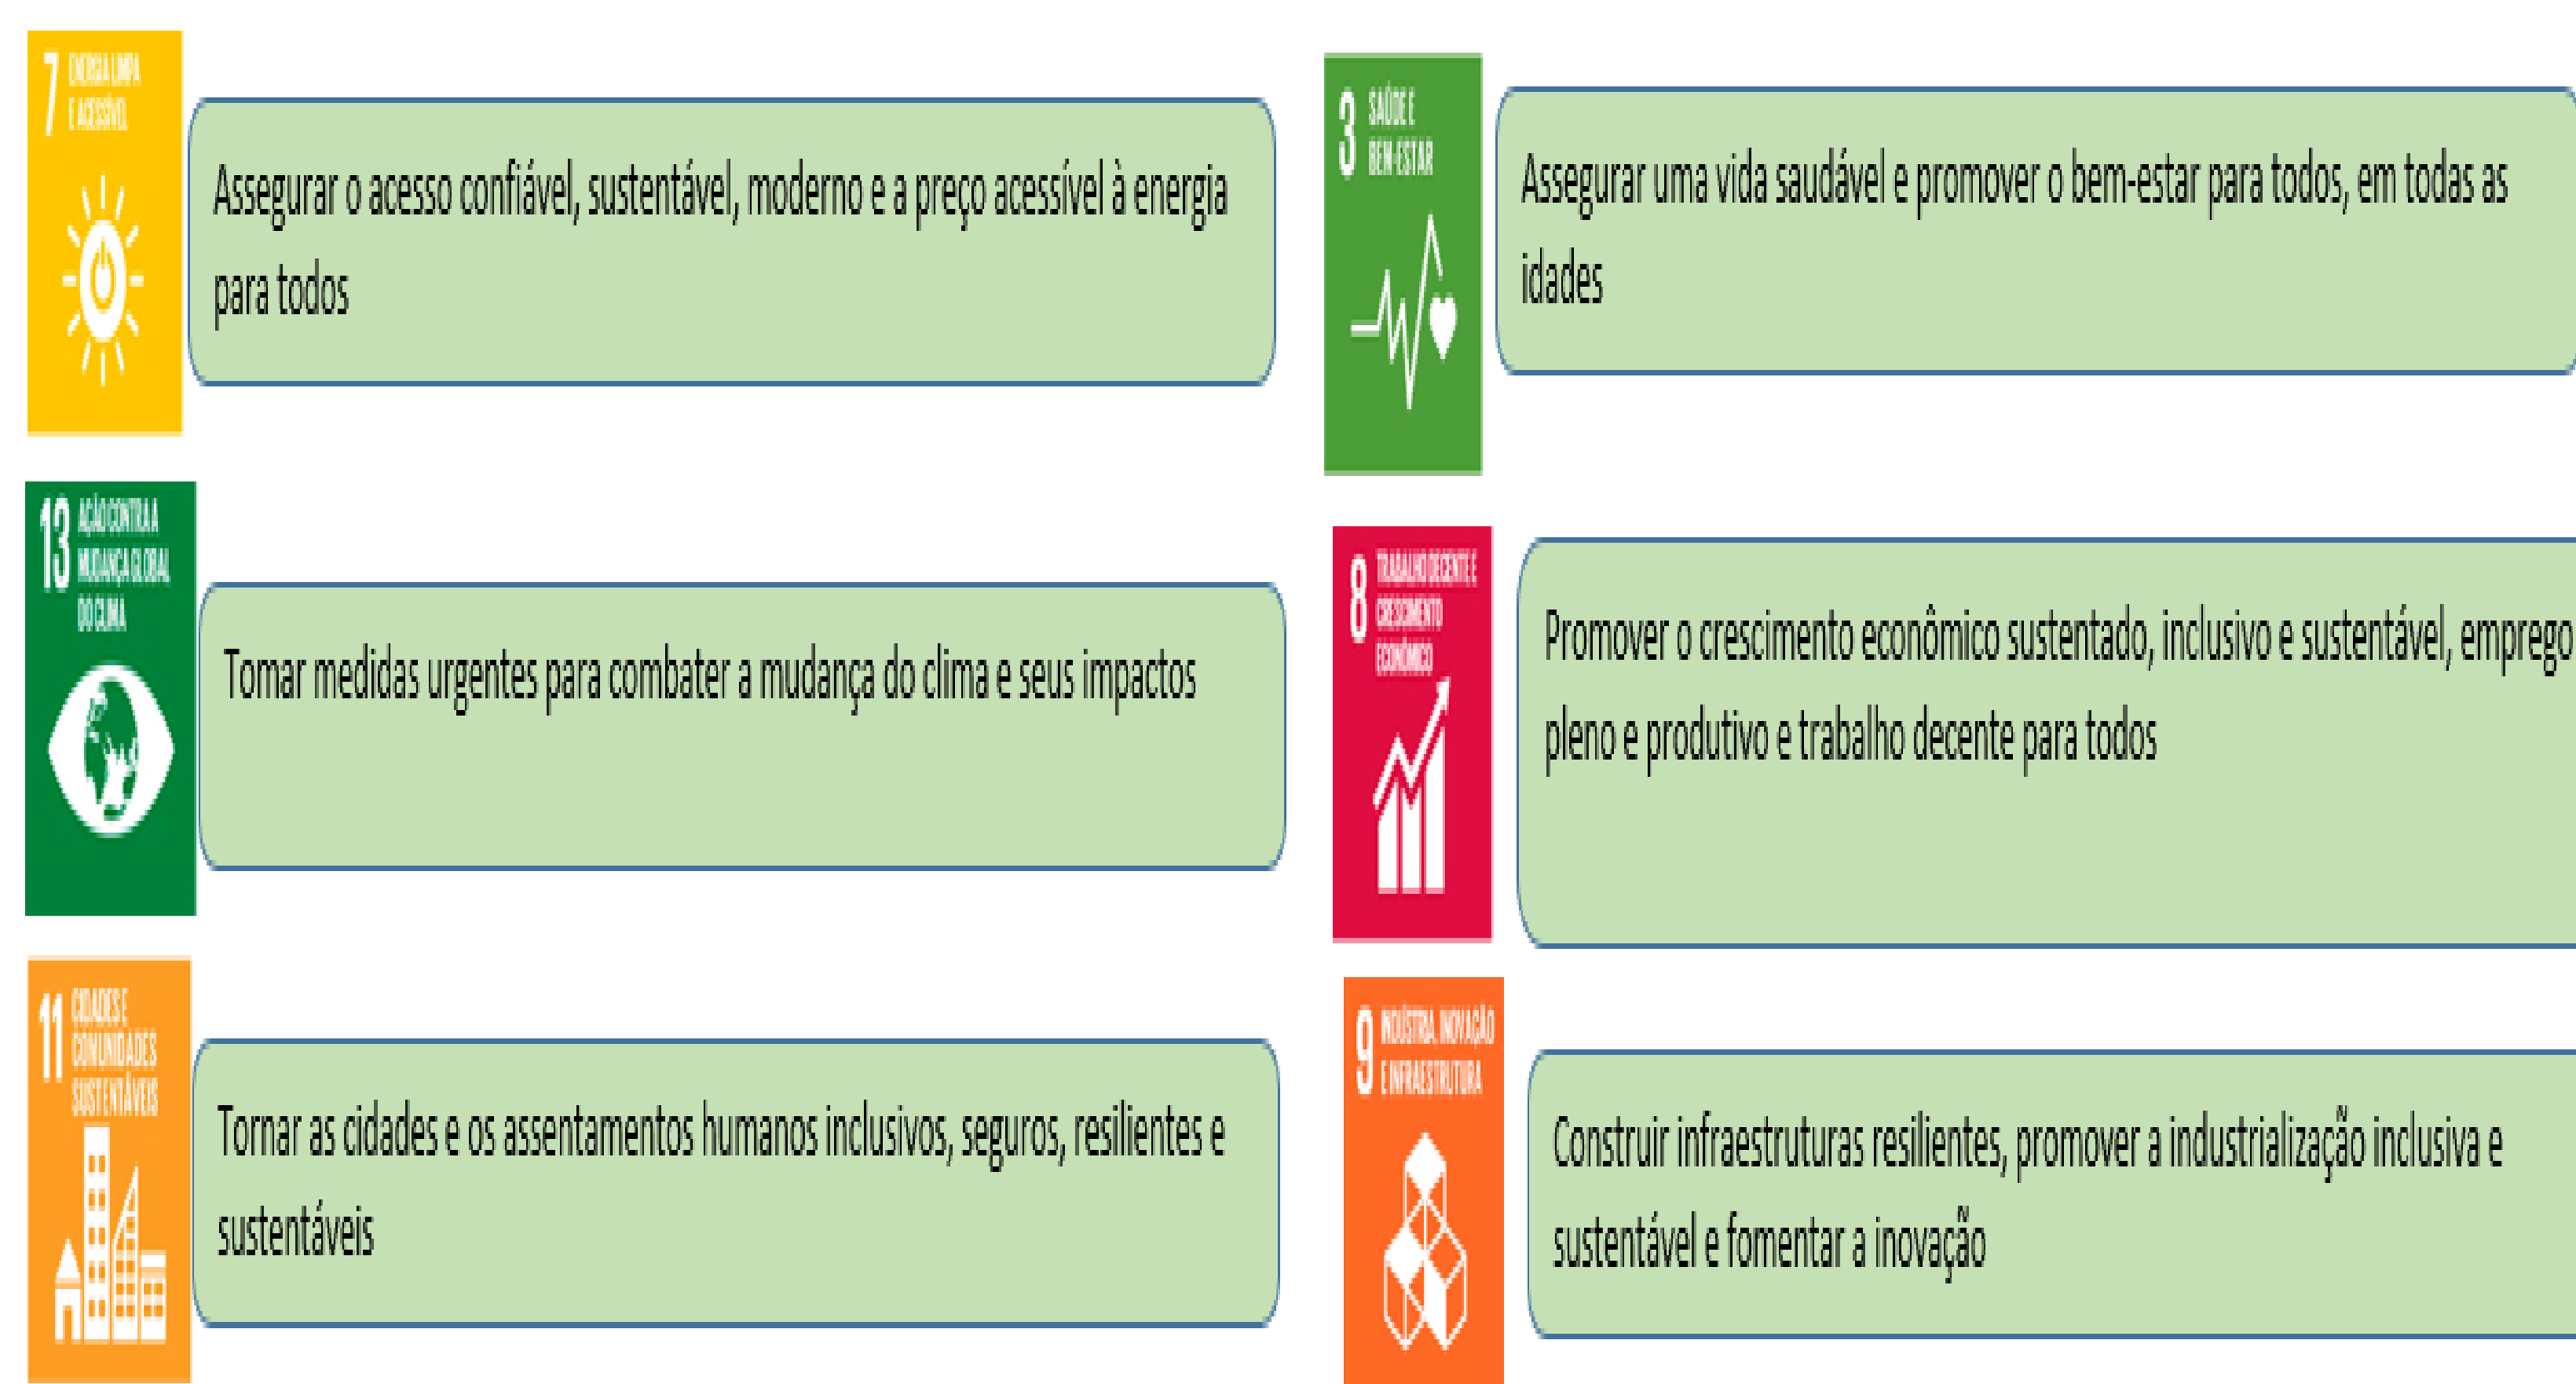 7 ENERGIA LIMPA
E ACESSÍVEL
Assegurar o acesso confiável, sustentável, moderno e a preço acessível à energia
para todos
3 SAÚDE E
BEM-ESTAR
Assegurar uma vida saudável e promover o bem-estar para todos, em todas as
idades
13 AÇÃO CONTRA A
MUDANÇA GLOBAL
DO CLIMA
Tomar medidas urgentes para combater a mudança do clima e seus impactos
8 TRABALHO DECENTE E
CRESCIMENTO
ECONÔMICO
Promover o crescimento econômico sustentado, inclusivo e sustentável, emprego
pleno e produtivo e trabalho decente para todos
11 CIDADES E
COMUNIDADES
SUSTENTÁVEIS
Tornar as cidades e os assentamentos humanos inclusivos, seguros, resilientes e
sustentáveis
9 INDÚSTRIA, INOVAÇÃO
E INFRAESTRUTURA
Construir infraestruturas resilientes, promover a industrialização inclusiva e
sustentável e fomentar a inovação